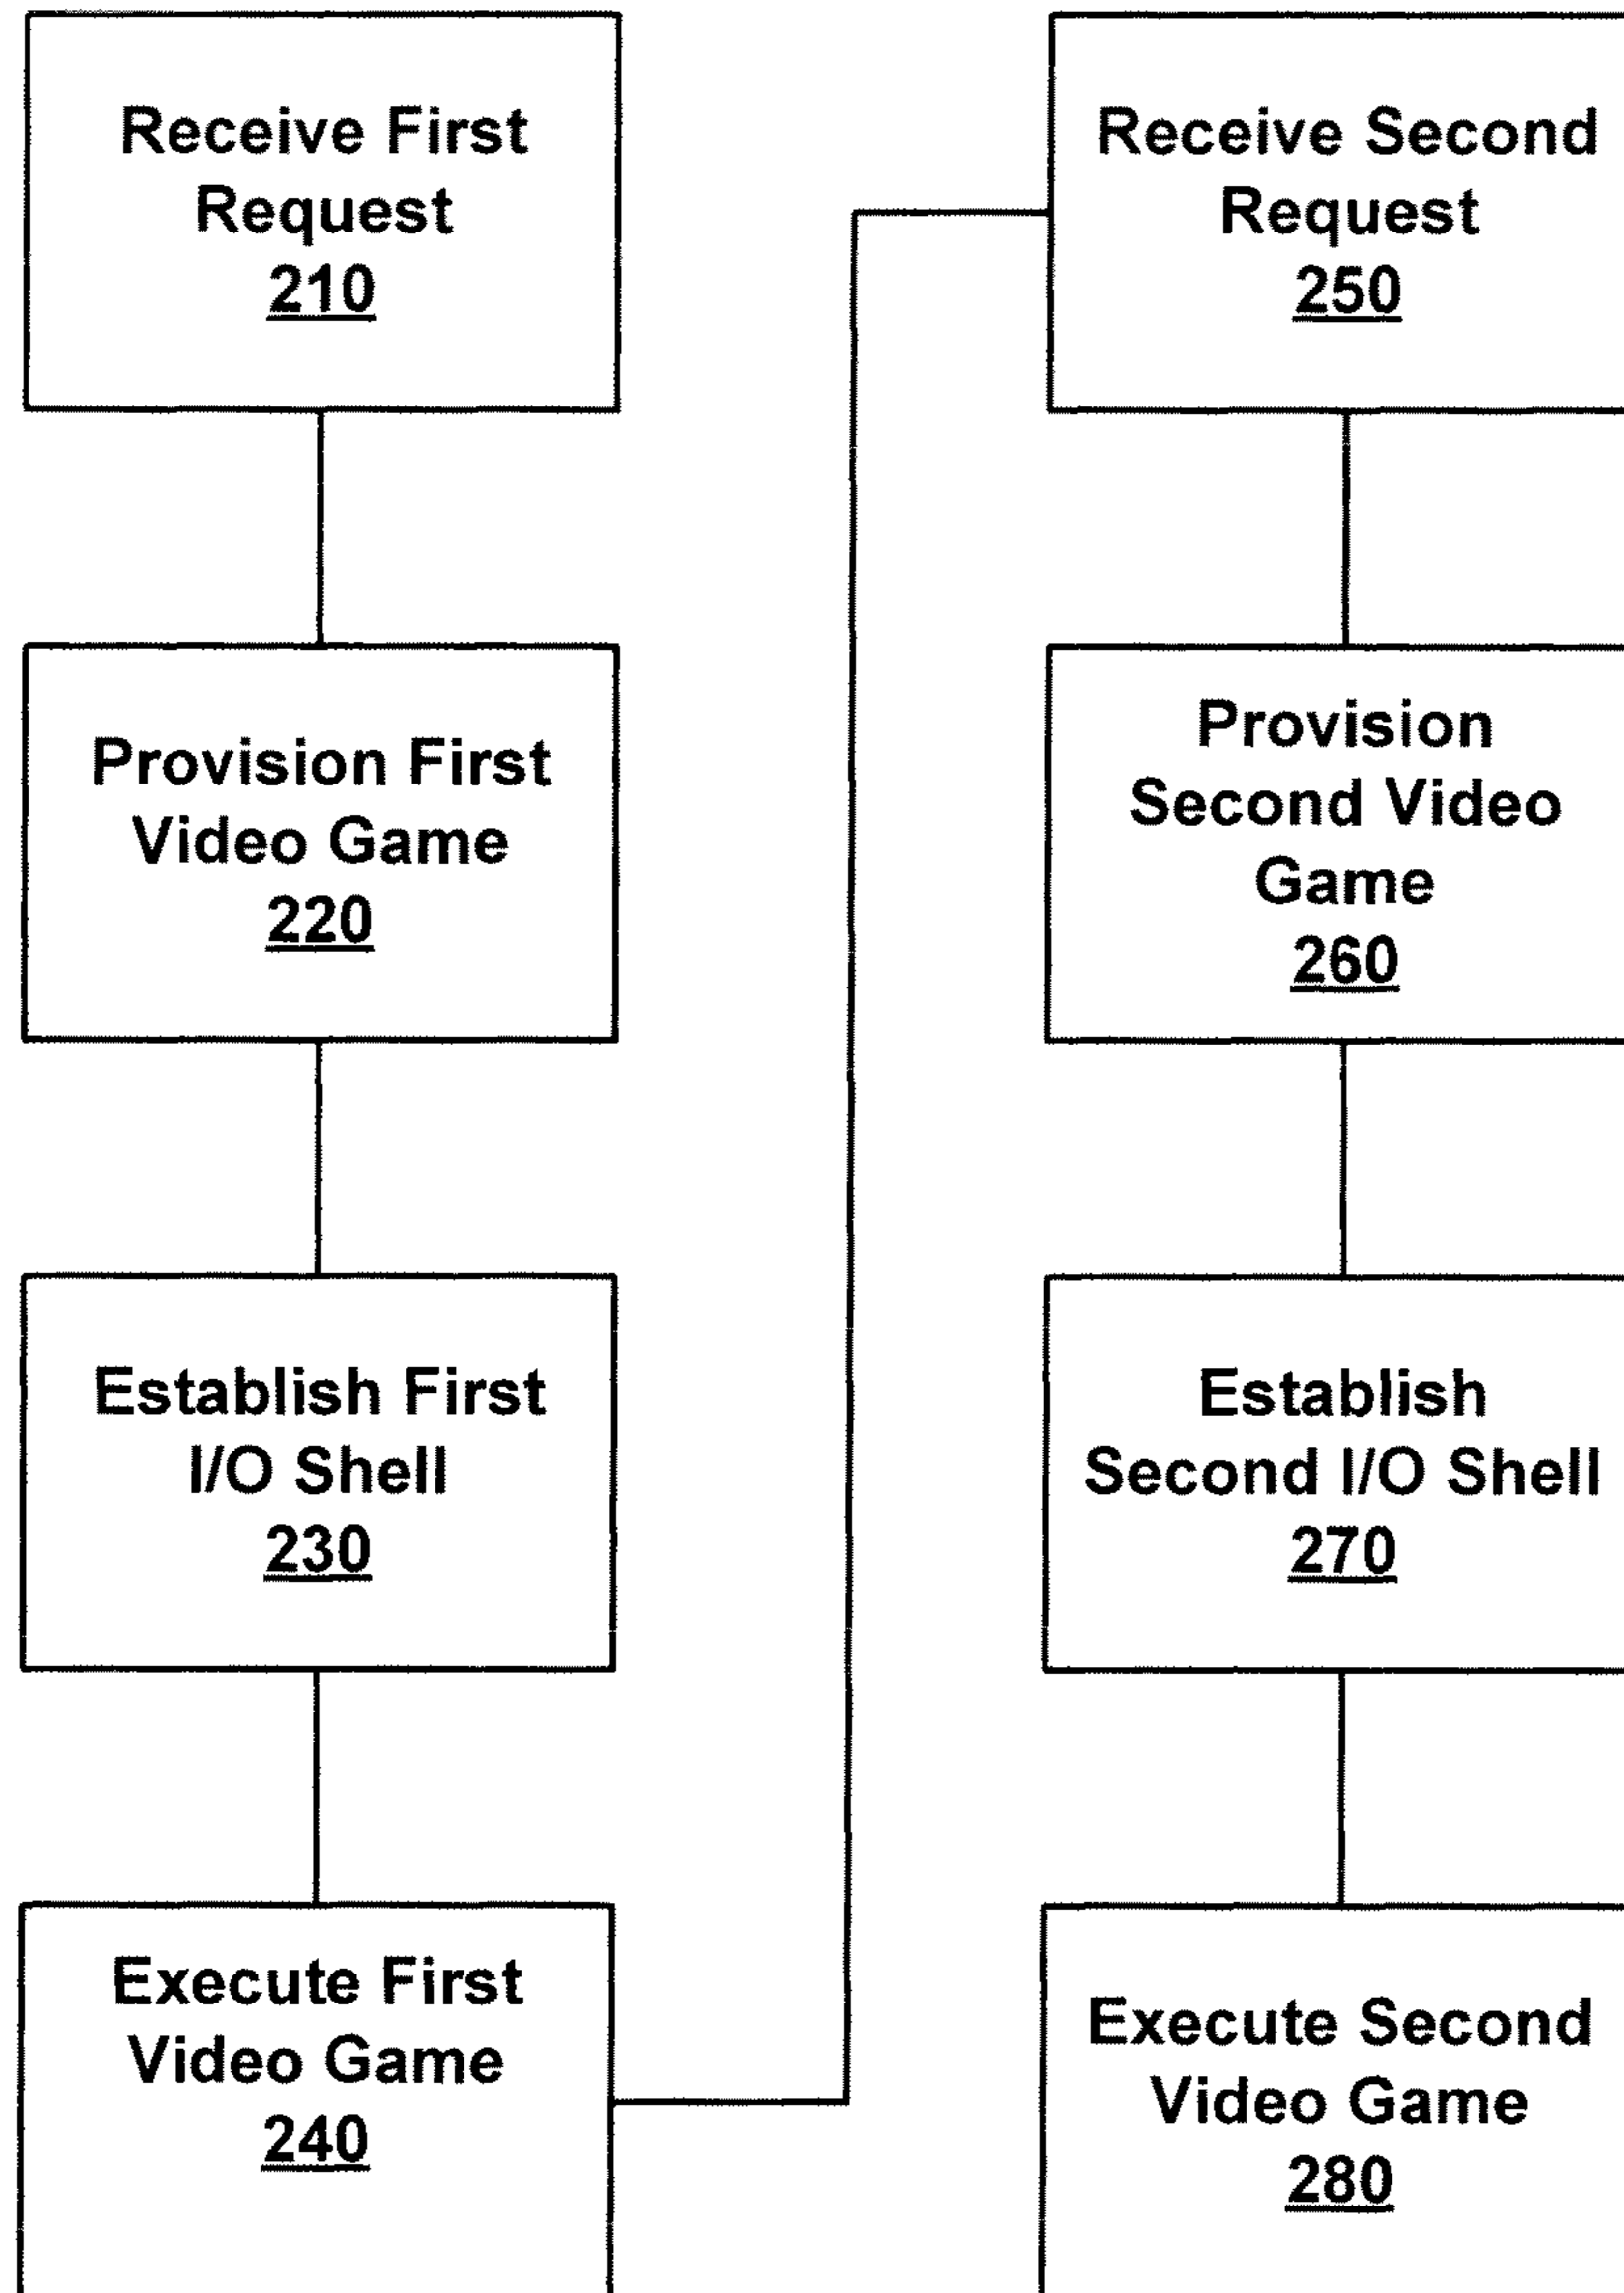 Receive First
Request
210
Provision First
Video Game
220
Establish First
I/O Shell
230
Execute First
Video Game
240
Receive Second
Request
250
Provision
Second Video
Game
260
Establish
Second I/O Shell
270
Execute Second
Video Game
280